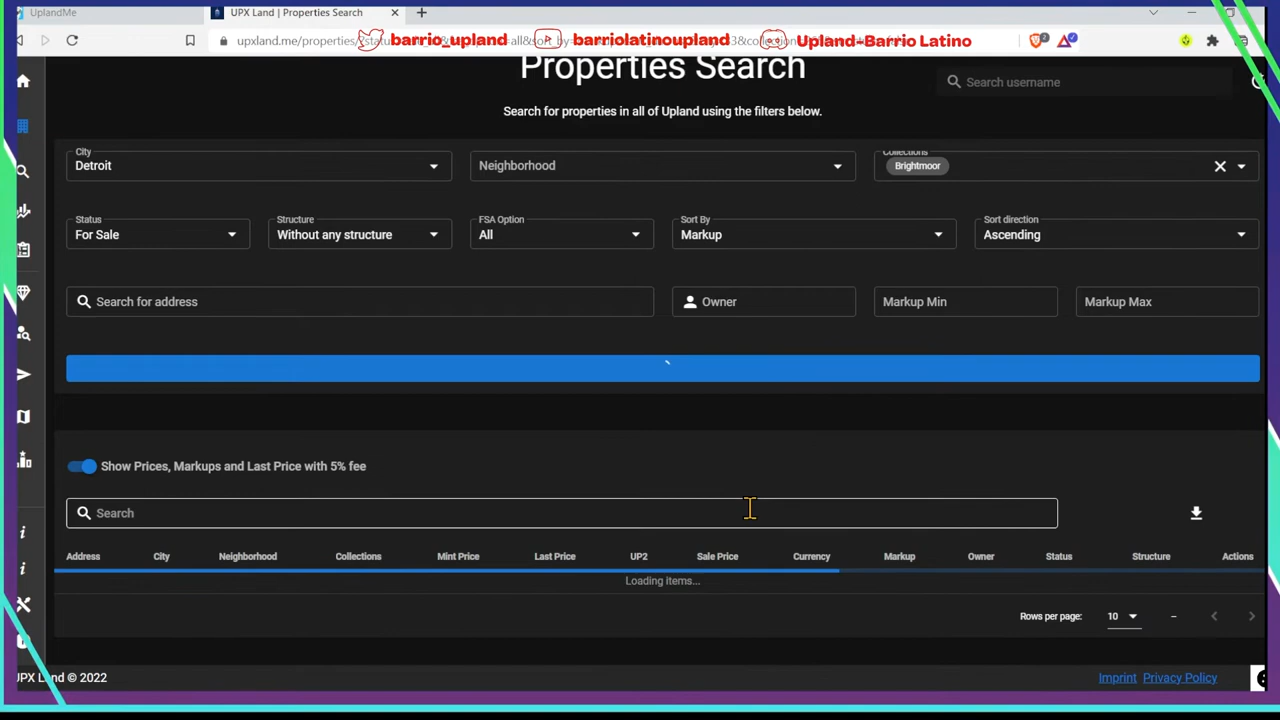 UplandMe
UPX Land | Properties Search
barrio_upland
barriolatinoupland
Upland-Barrio Latino
upxland.me/properties
Properties Search
Search username
Search for properties in all of Upland using the filters below.
City
Detroit
Neighborhood
Collections
Brightmoor
Status
For Sale
Structure
Without any structure
FSA Option
All
Sort By
Markup
Sort direction
Ascending
Search for address
Owner
Markup Min
Markup Max
Show Prices, Markups and Last Price with 5% fee
Search
Address City Neighborhood Collections Mint Price Last Price UP2 Sale Price Currency Markup Owner Status Structure Actions
Loading items...
Rows per page: 10 –
UPX Land © 2022
Imprint Privacy Policy